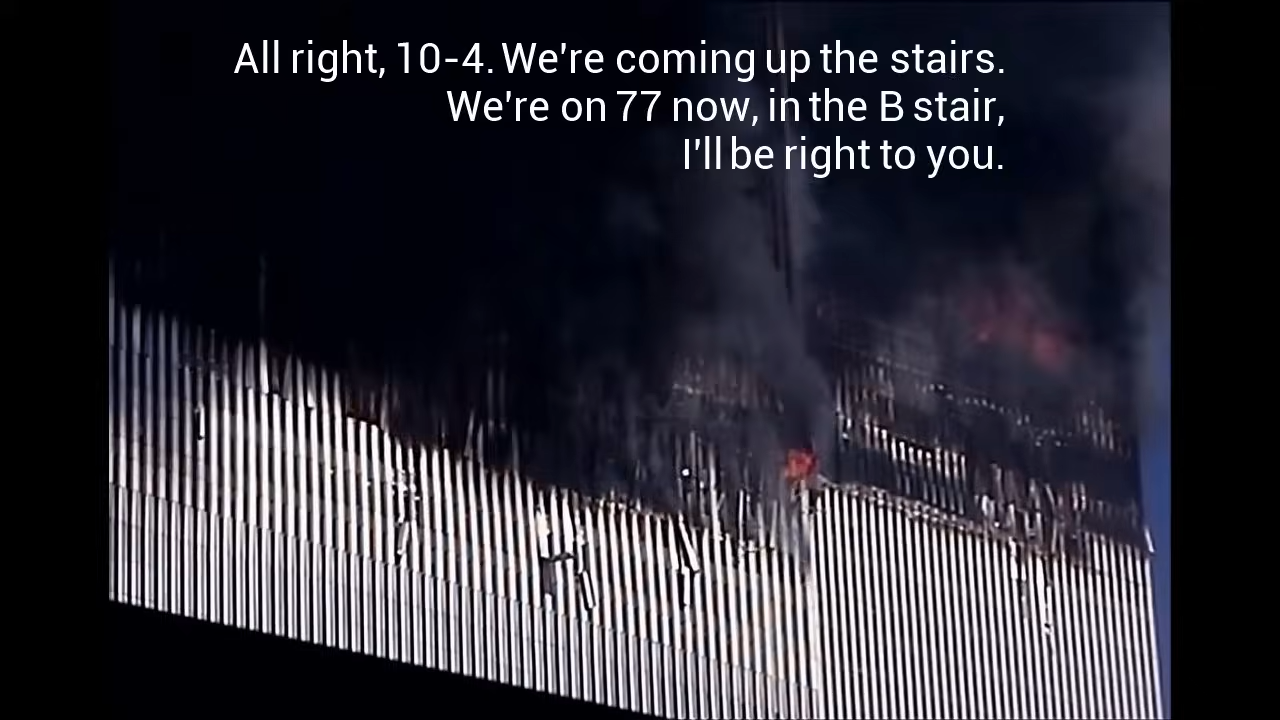 All right, 10-4. We're coming up the stairs.
We're on 77 now, in the B stair,
I'll be right to you.